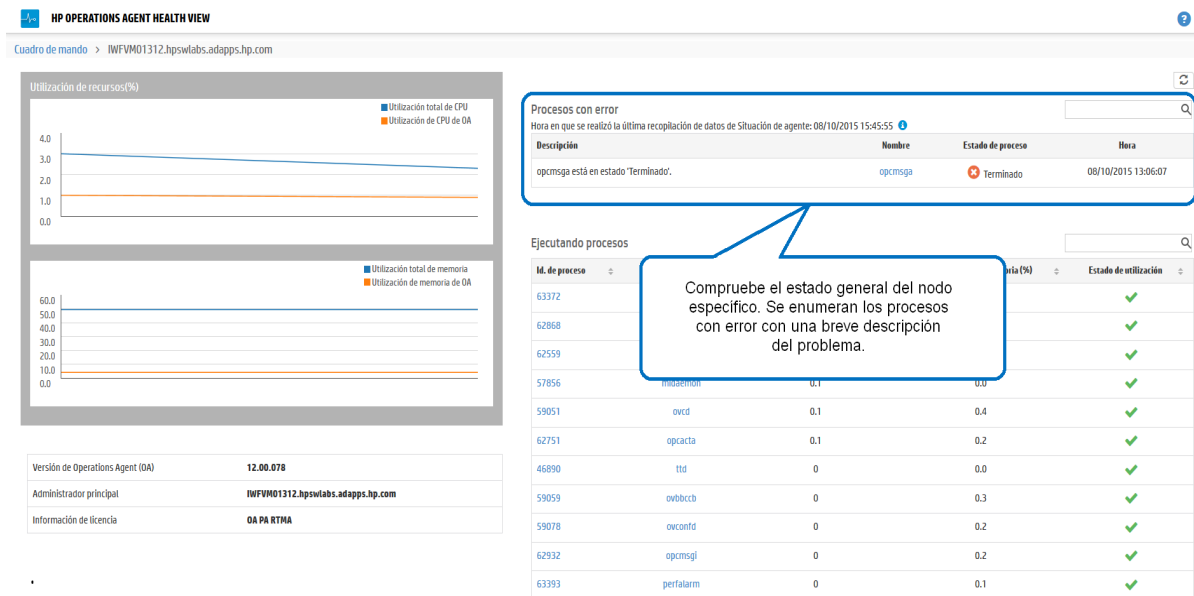 HP OPERATIONS AGENT HEALTH VIEW
?
Cuadro de mando > IWFVM01312.hpswlabs.adapps.hp.com
Utilización de recursos(%)
Utilización total de CPU
Utilización de CPU de OA
4.0
3.0
2.0
1.0
0.0
Utilización total de memoria
Utilización de memoria de OA
60.0
50.0
40.0
30.0
20.0
10.0
0.0
Versión de Operations Agent (OA) 12.00.078
Administrador principal IWFVM01312.hpswlabs.adapps.hp.com
Información de licencia OA PA RTMA
Procesos con error
Hora en que se realizó la última recopilación de datos de Situación de agente: 08/10/2015 15:45:55
Descripción Nombre Estado de proceso Hora
opcmsga está en estado 'Terminado'. opcmsga Terminado 08/10/2015 13:06:07
Compruebe el estado general del nodo
específico. Se enumeran los procesos
con error con una breve descripción
del problema.
Ejecutando procesos
Id. de proceso (%) Estado de utilización
63372
62868
62559
57856 midaemon 0.1 0.0
59051 ovcd 0.1 0.4
62751 opcacta 0.1 0.2
46890 ttd 0 0.0
59059 ovbbccb 0 0.3
59078 ovconfd 0 0.2
62932 opcmsgi 0 0.2
63393 perfalarm 0 0.1